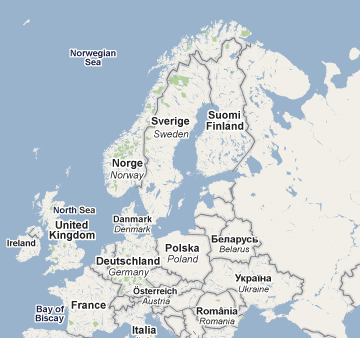 Norwegian
Sea
Sverige
Sweden
Suomi
Finland
Norge
Norway
North Sea
Danmark
Denmark
United
Kingdom
Ireland
Polska
Poland
Беларусь
Belarus
Deutschland
Germany
Україна
Ukraine
Österreich
Austria
Bay of
Biscay
France
România
Romania
Italia
Italy